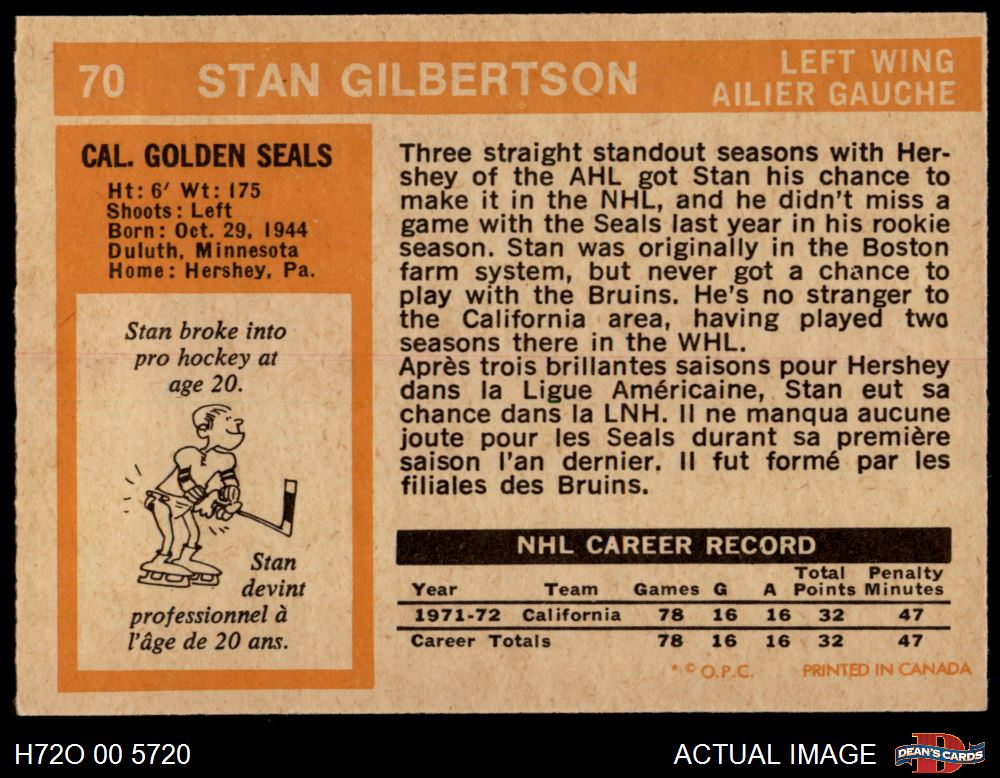 70 STAN GILBERTSON
LEFT WING
AILIER GAUCHE
CAL. GOLDEN SEALS
Ht: 6′ Wt: 175
Shoots: Left
Born: Oct. 29, 1944
Duluth, Minnesota
Home: Hershey, Pa.
Stan broke into
pro hockey at
age 20.
Stan
devint
professionnel à
l'âge de 20 ans.
Three straight standout seasons with Her-
shey of the AHL got Stan his chance to
make it in the NHL, and he didn't miss a
game with the Seals last year in his rookie
season. Stan was originally in the Boston
farm system, but never got a chance to
play with the Bruins. He's no stranger to
the California area, having played two
seasons there in the WHL.
Après trois brillantes saisons pour Hershey
dans la Ligue Américaine, Stan eut sa
chance dans la LNH. Il ne manqua aucune
joute pour les Seals durant sa première
saison l'an dernier. Il fut formé par les
filiales des Bruins.
NHL CAREER RECORD
Year Team Games G A Total Points Penalty Minutes
1971-72 California 78 16 16 32 47
Career Totals 78 16 16 32 47
* © O.P.C. PRINTED IN CANADA
H72O 00 5720
ACTUAL IMAGE
D
DEAN'S CARDS